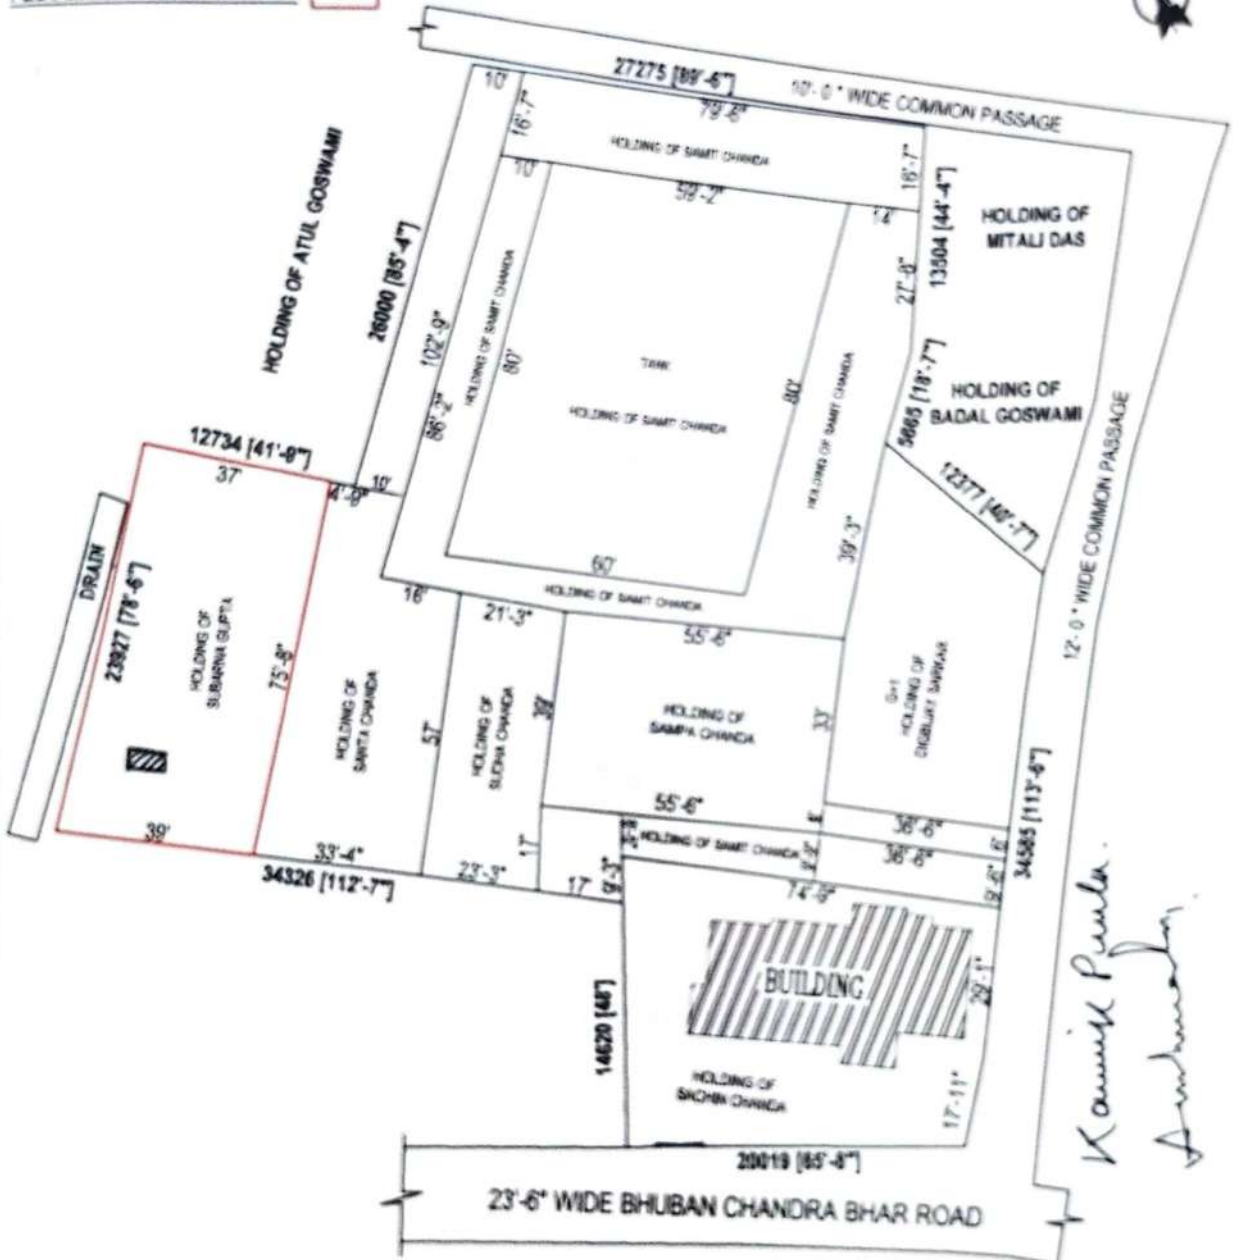 27275 [89'-6"]
10'-0" WIDE COMMON PASSAGE
10'
79'-6"
16'-7"
HOLDING OF SAMIT CHANDA
16'-7"
10'
59'-2"
14'
13504 [44'-4"]
HOLDING OF
MITALI DAS
HOLDING OF ATUL GOSWAMI
26000 [85'-4"]
102'-9"
86'-2"
HOLDING OF SAMIT CHANDA
80'
TANK
HOLDING OF SAMIT CHANDA
80'
HOLDING OF SAMIT CHANDA
27'-8"
5665 [18'-7"]
HOLDING OF
BADAL GOSWAMI
12377 [40'-7"]
39'-3"
12'-0" WIDE COMMON PASSAGE
12734 [41'-9"]
37'
4'-9"
10'
DRAIN
23927 [78'-6"]
HOLDING OF
SUBARNA GUPTA
75'-8"
60'
HOLDING OF SAMIT CHANDA
16'
21'-3"
55'-6"
HOLDING OF
SANTA CHANDA
57'
HOLDING OF
SUDHA CHANDA
39'
HOLDING OF
SAMPA CHANDA
33'
G+1
HOLDING OF
DIGBIJAY SARKAR
55'-6"
36'-6"
HOLDING OF SAMIT CHANDA
36'-6"
6'
39'
33'-4"
34326 [112'-7"]
23'-3"
17'
17'
9'-3"
74'-9"
9'-6"
34585 [113'-6"]
BUILDING
29'-1"
14620 [48']
HOLDING OF
SACHIN CHANDA
17'-11"
20019 [65'-8"]
23'-6" WIDE BHUBAN CHANDRA BHAR ROAD